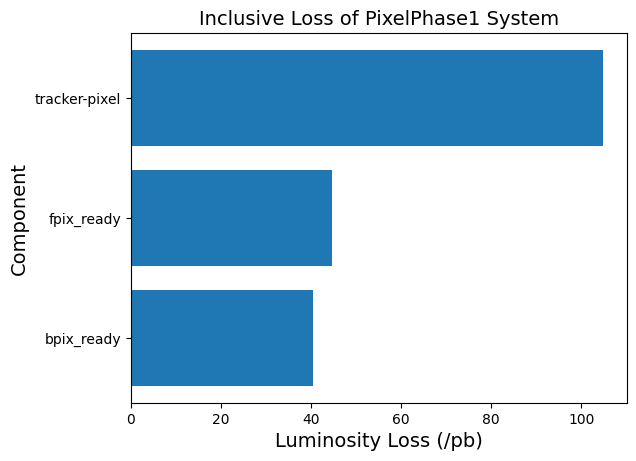 Inclusive Loss of PixelPhase1 System
Component
tracker-pixel
fpix_ready
bpix_ready
0 20 40 60 80 100
Luminosity Loss (/pb)